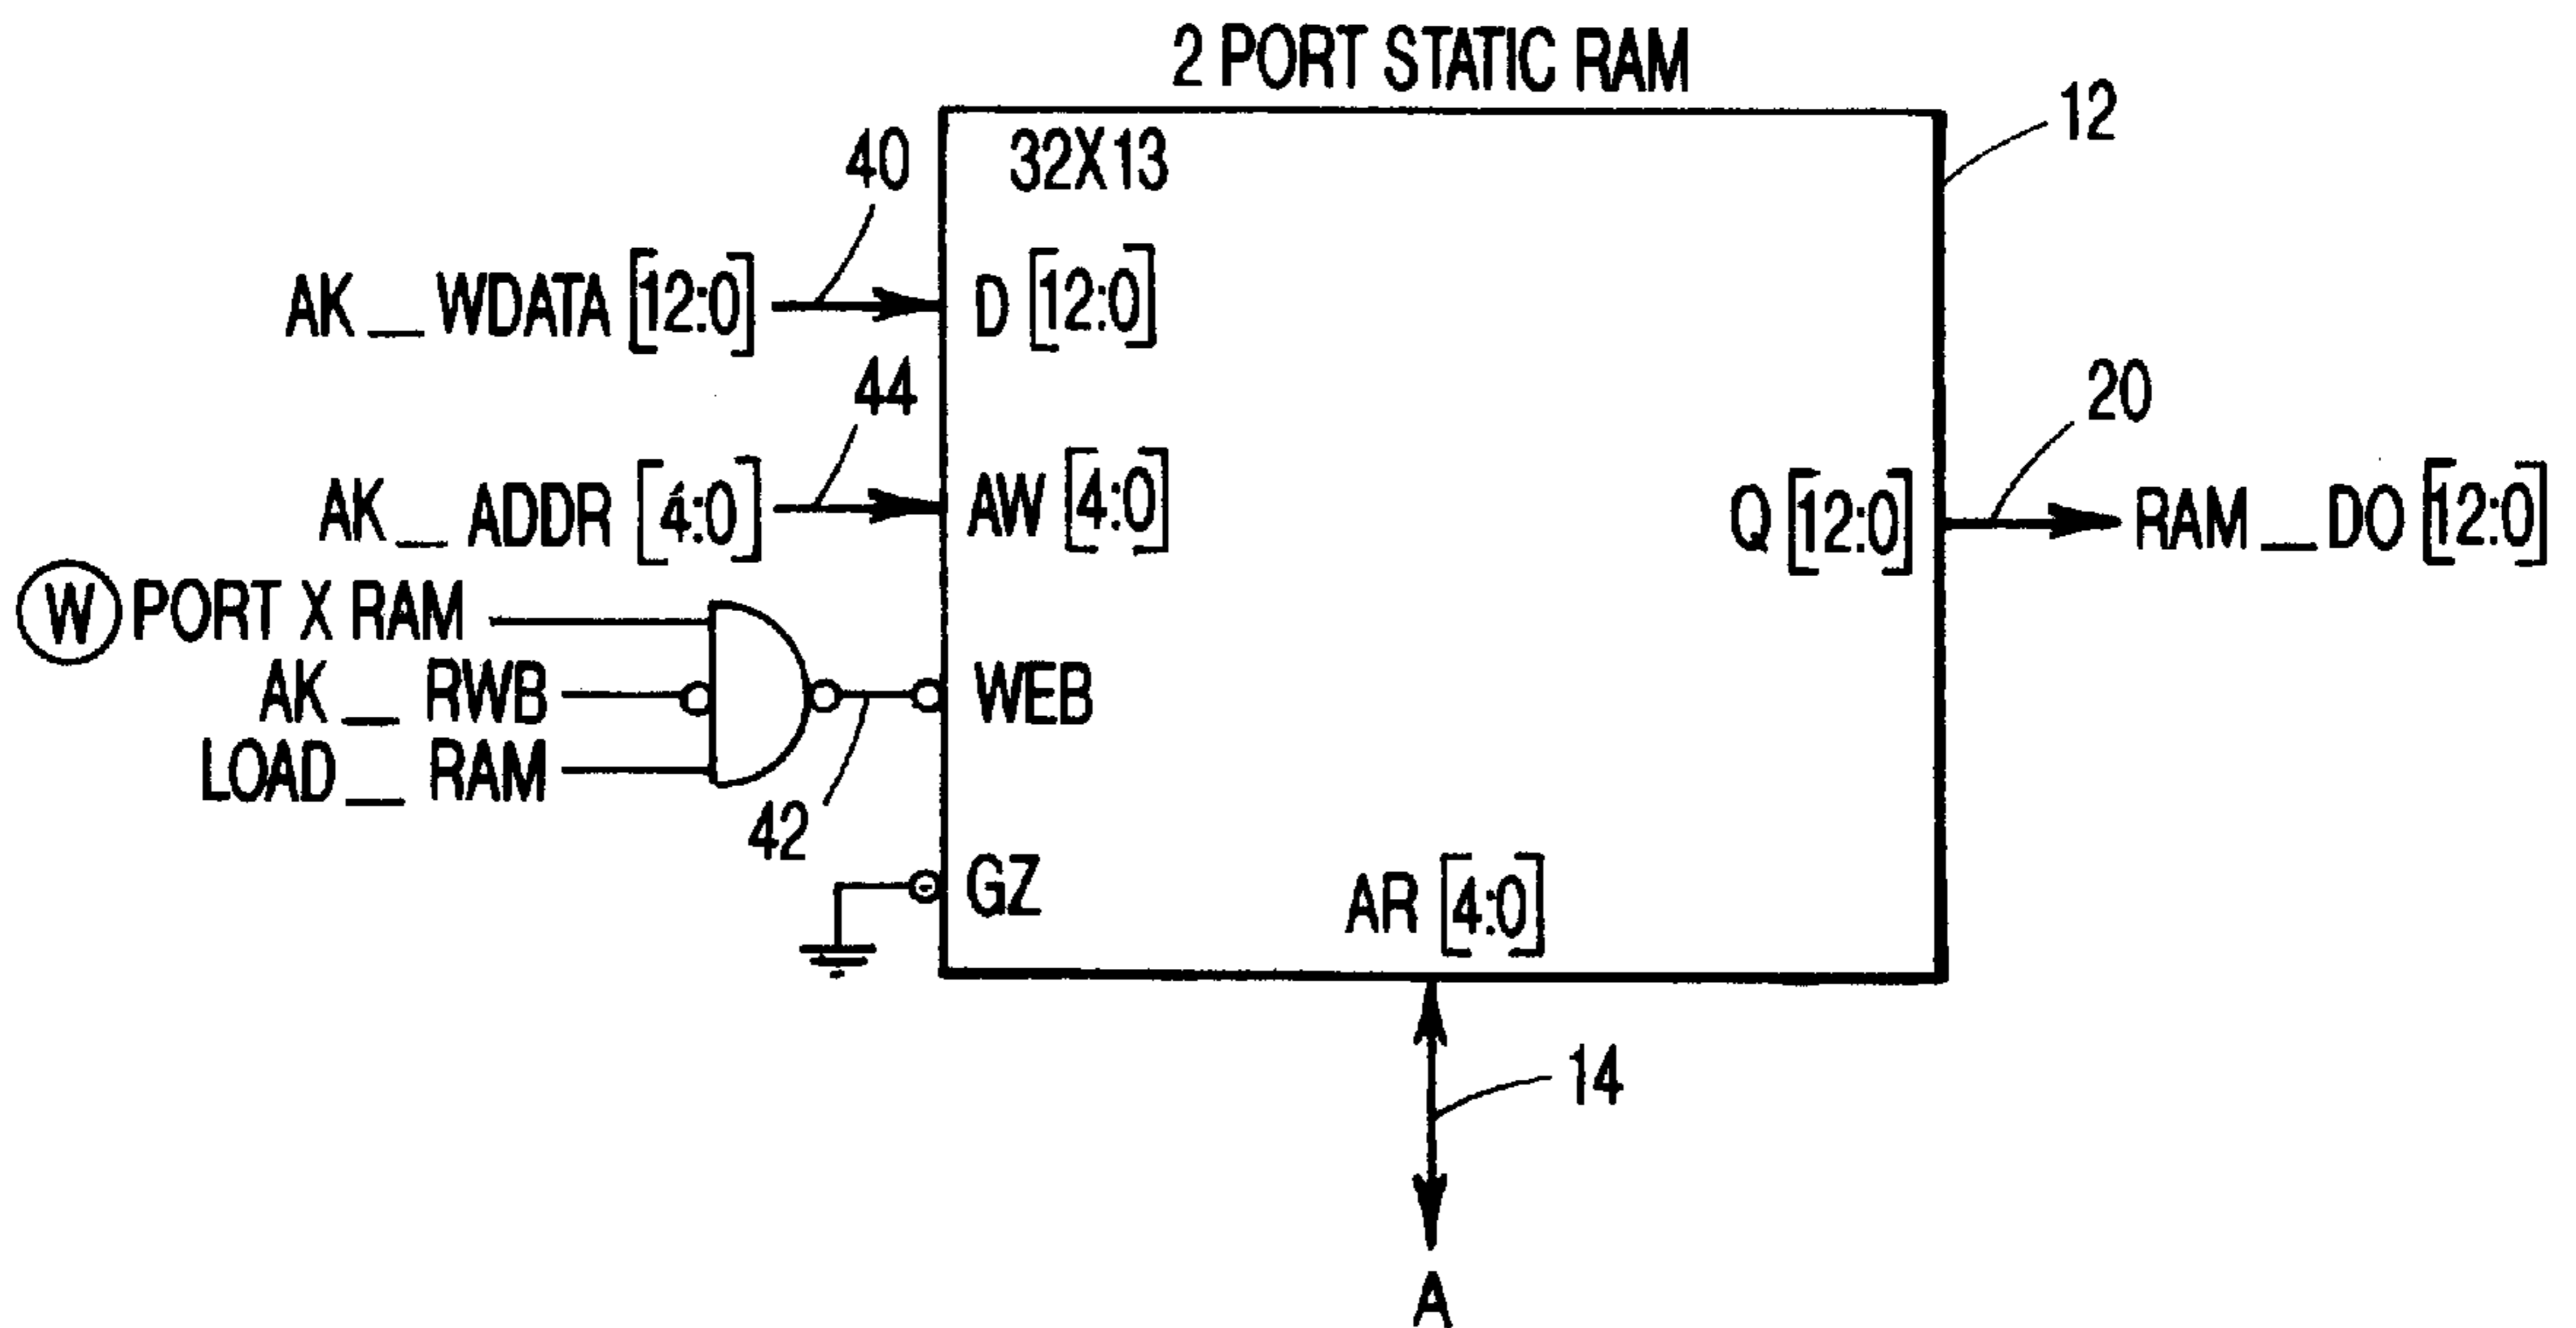 2 PORT STATIC RAM
12
32X13
40
AK__WDATA [12:0]
D [12:0]
44
AK__ADDR [4:0]
AW [4:0]
20
Q [12:0]
RAM__DO [12:0]
W PORT X RAM
AK__RWB
LOAD__RAM
WEB
42
GZ
AR [4:0]
14
A